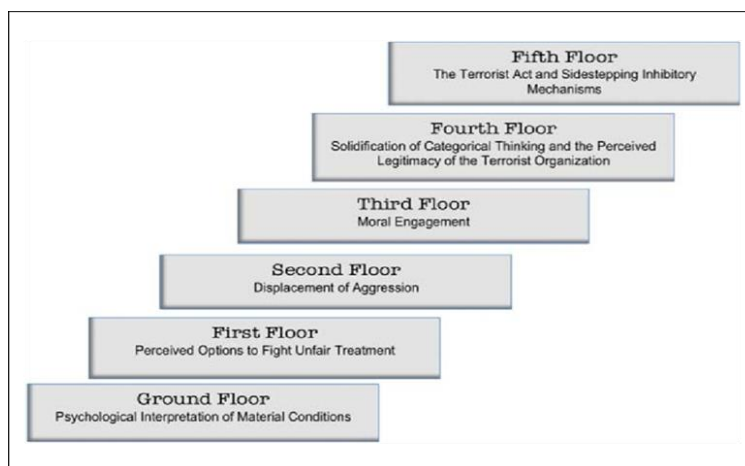 Fifth Floor
The Terrorist Act and Sidestepping Inhibitory
Mechanisms
Fourth Floor
Solidification of Categorical Thinking and the Perceived
Legitimacy of the Terrorist Organization
Third Floor
Moral Engagement
Second Floor
Displacement of Aggression
First Floor
Perceived Options to Fight Unfair Treatment
Ground Floor
Psychological Interpretation of Material Conditions